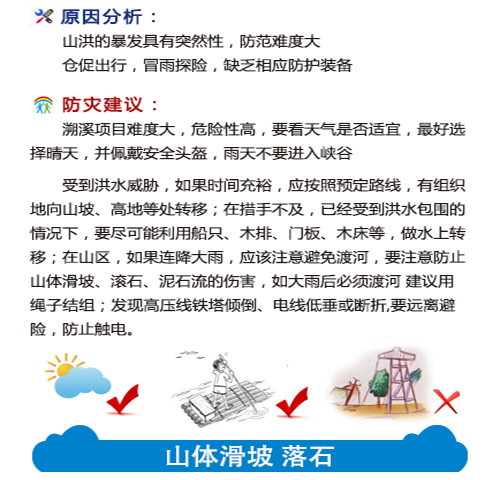 原因分析：
山洪的暴发具有突然性，防范难度大
仓促出行，冒雨探险，缺乏相应防护装备
防灾建议：
溯溪项目难度大，危险性高，要看天气是否适宜，最好选
择晴天，并佩戴安全头盔，雨天不要进入峡谷
受到洪水威胁，如果时间充裕，应按照预定路线，有组织
地向山坡、高地等处转移；在措手不及，已经受到洪水包围的
情况下，要尽可能利用船只、木排、门板、木床等，做水上转
移；在山区，如果连降大雨，应该注意避免渡河，要注意防止
山体滑坡、滚石、泥石流的伤害，如大雨后必须渡河 建议用
绳子结组；发现高压线铁塔倾倒、电线低垂或断折,要远离避
险，防止触电。
山体滑坡 落石